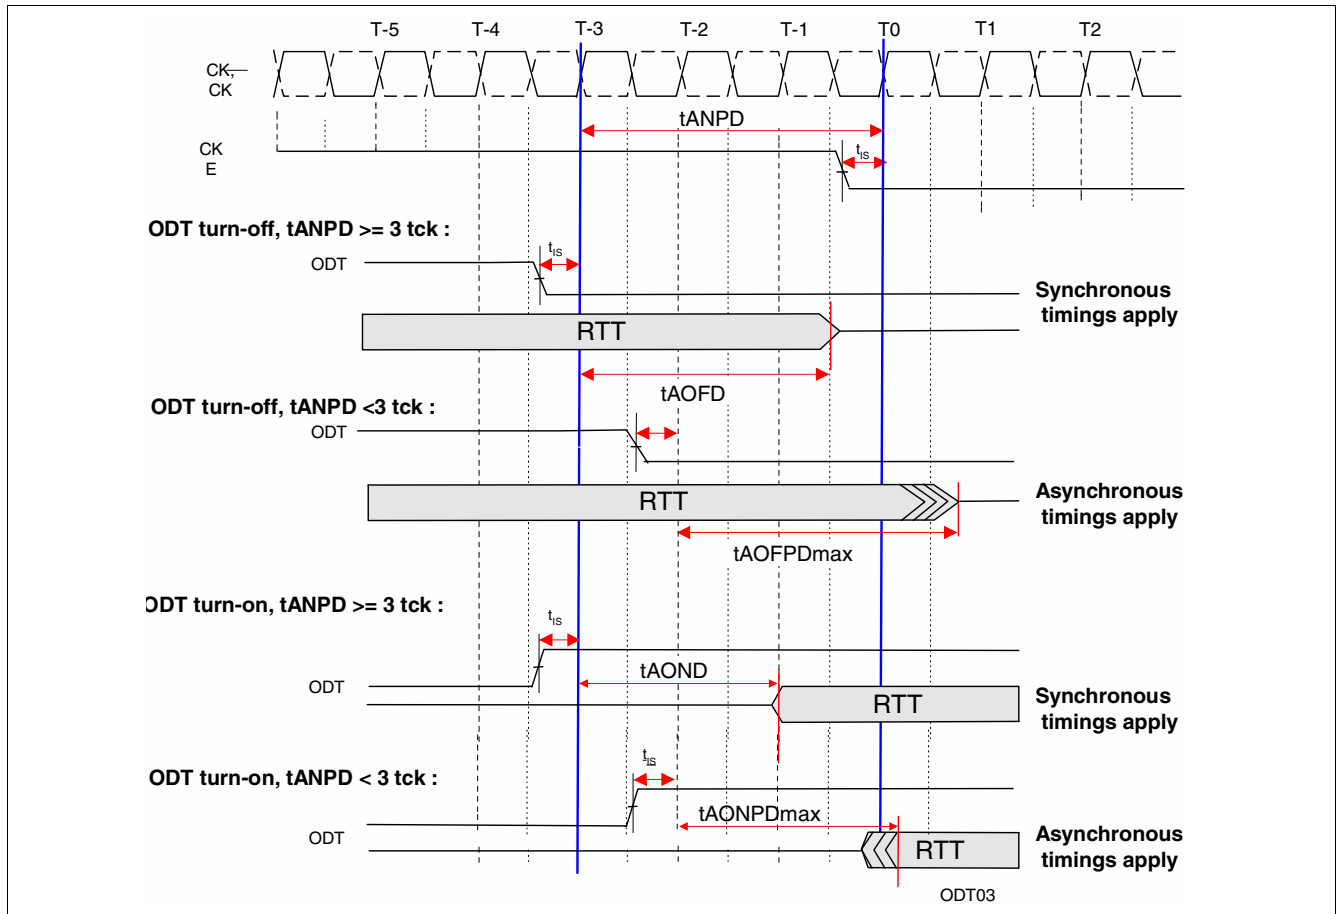 T-5 T-4 T-3 T-2 T-1 T0 T1 T2
CK,
CK
tANPD
CK
E
tIS
ODT turn-off, tANPD >= 3 tck :
tIS
ODT
Synchronous
timings apply
RTT
tAOFD
ODT turn-off, tANPD <3 tck :
ODT
RTT
Asynchronous
timings apply
tAOFPDmax
ODT turn-on, tANPD >= 3 tck :
tIS
tAOND
ODT
RTT
Synchronous
timings apply
tIS
ODT turn-on, tANPD < 3 tck :
tAONPDmax
ODT
RTT
Asynchronous
timings apply
ODT03